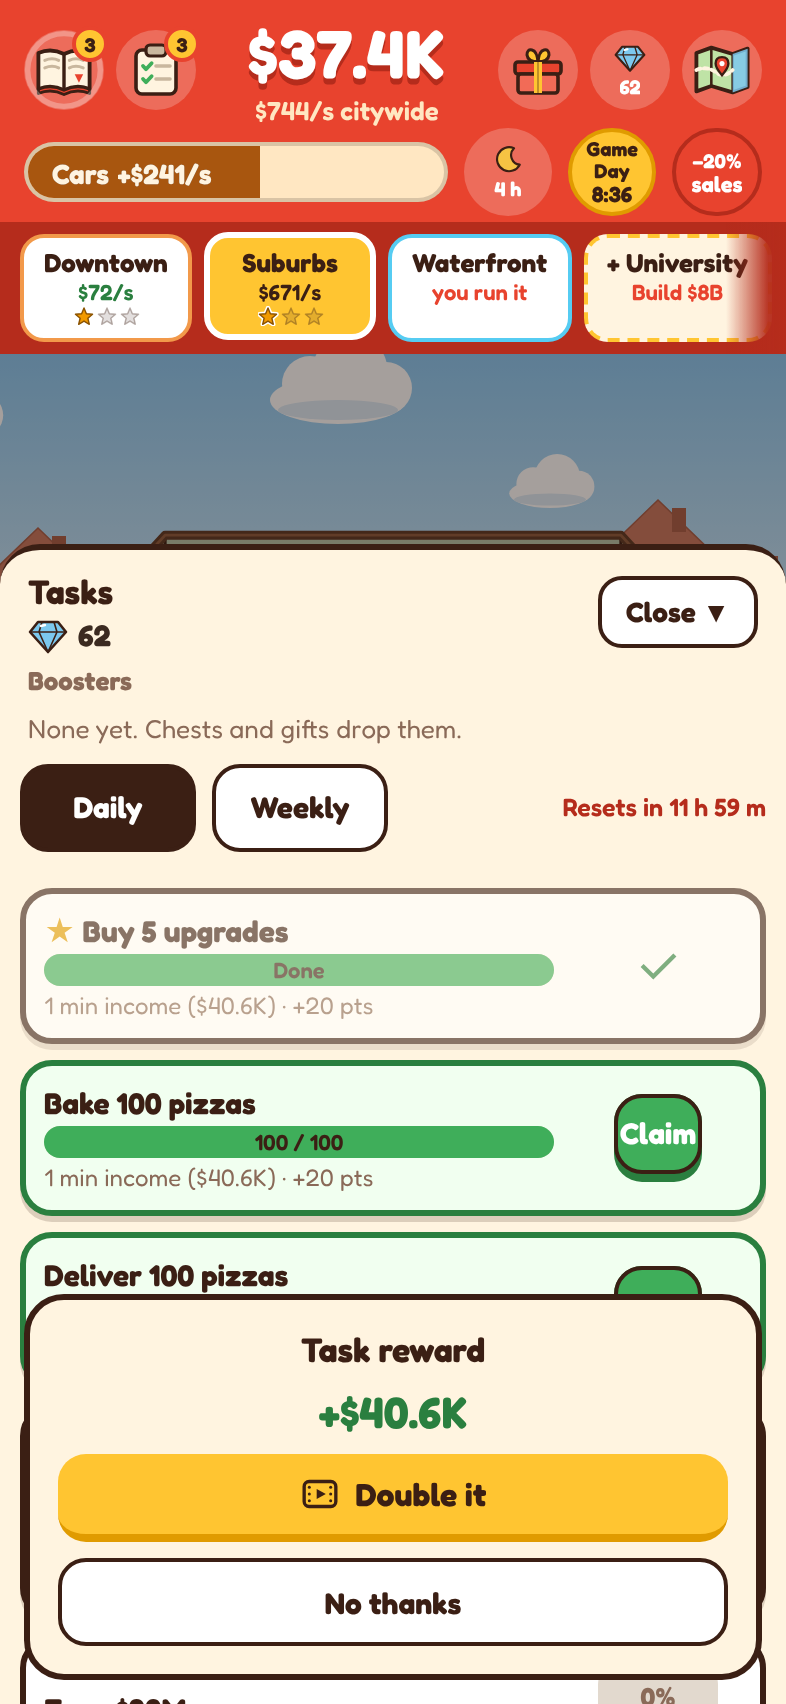 3
3
$37.4K
$744/s citywide
62
Cars +$241/s
4 h
Game
Day
8:36
-20%
sales
Downtown
$72/s
Suburbs
$671/s
Waterfront
you run it
+ University
Build $8B
Tasks
62
Close ▼
Boosters
None yet. Chests and gifts drop them.
Daily
Weekly
Resets in 11 h 59 m
★ Buy 5 upgrades
Done
1 min income ($40.6K) · +20 pts
Bake 100 pizzas
100 / 100
Claim
1 min income ($40.6K) · +20 pts
Deliver 100 pizzas
Task reward
+$40.6K
Double it
No thanks
0%